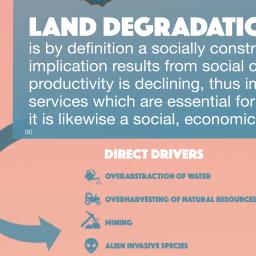 LAND DEGRADATIO
is by definition a socially constr
implication results from social c
productivity is declining, thus in
services which are essential for
it is likewise a social, economic
(8)
DIRECT DRIVERS
OVERABSTRACTION OF WATER
OVERHARVESTING OF NATURAL RESOURCES
MINING
ALIEN INVASIVE SPECIES